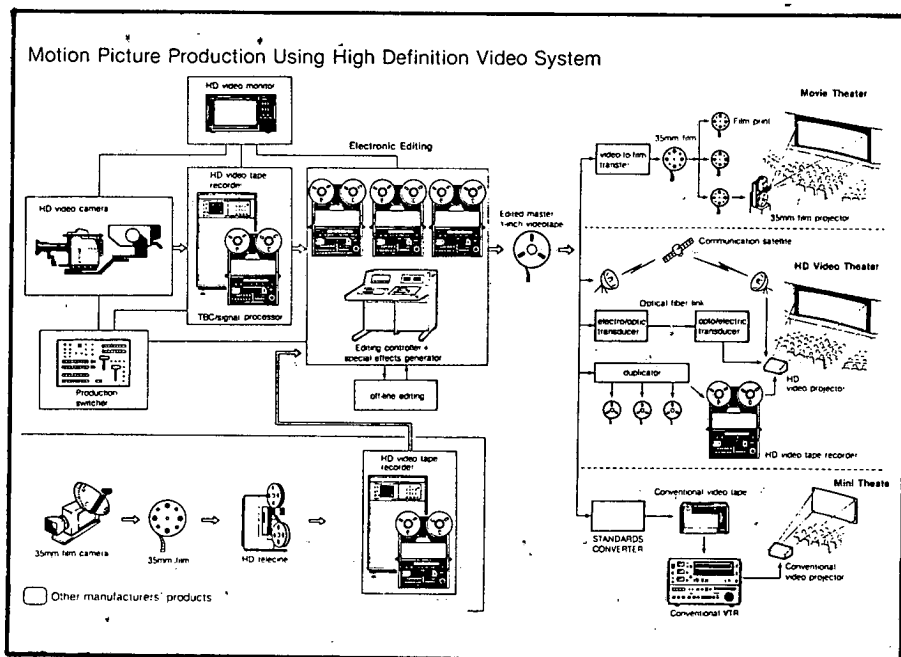 Motion Picture Production Using High Definition Video System
HD video monitor
Electronic Editing
HD video tape
recorder
HD video camera
TBC/signal processor
Production
switcher
Editing controller +
special effects generator
off-line editing
Edited master
1-inch videotape
video to film
transfer
35mm film
Film print
35mm film projector
Movie Theater
Communication satellite
HD Video Theater
Optical fiber link
electro/optic
transducer
opto/electric
transducer
duplicator
HD
video projector
HD video tape recorder
Mini Theate
Conventional video tape
STANDARDS
CONVERTER
Conventional
video projector
Conventional VTR
HD video tape
recorder
35mm film camera
35mm film
HD telecine
Other manufacturers' products